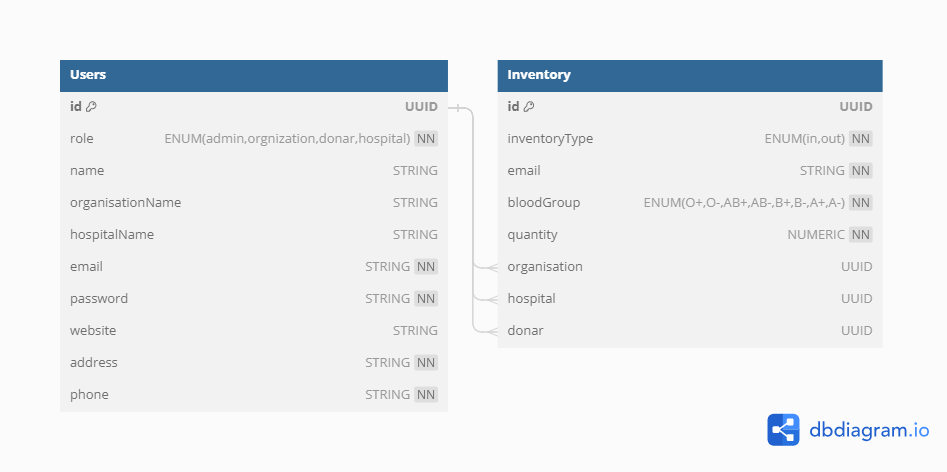 Users
id UUID
role ENUM(admin,orgnization,donar,hospital) NN
name STRING
organisationName STRING
hospitalName STRING
email STRING NN
password STRING NN
website STRING
address STRING NN
phone STRING NN
Inventory
id UUID
inventoryType ENUM(in,out) NN
email STRING NN
bloodGroup ENUM(O+,O-,AB+,AB-,B+,B-,A+,A-) NN
quantity NUMERIC NN
organisation UUID
hospital UUID
donar UUID
dbdiagram.io